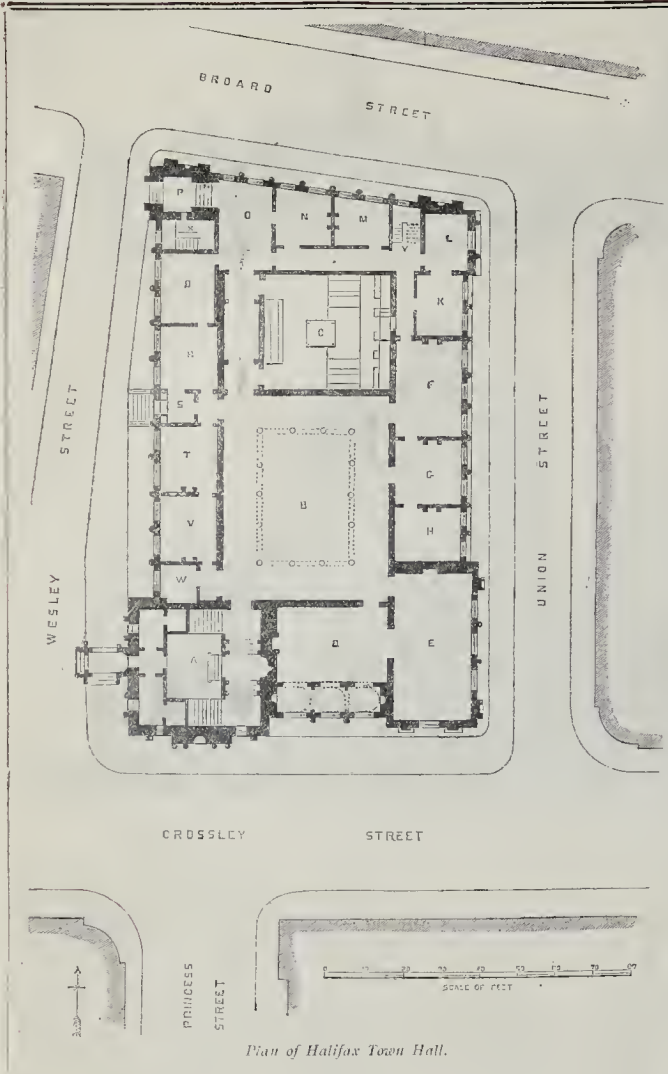 BROARD STREET
P
O
N
M
X
Y
L
K
C
F
S
STREET
STREET
T
G
B
V
H
WESLEY
W
UNION
A
E
CROSSLEY STREET
PRINCESS
STREET
SCALE OF FEET
Plan of Halifax Town Hall.